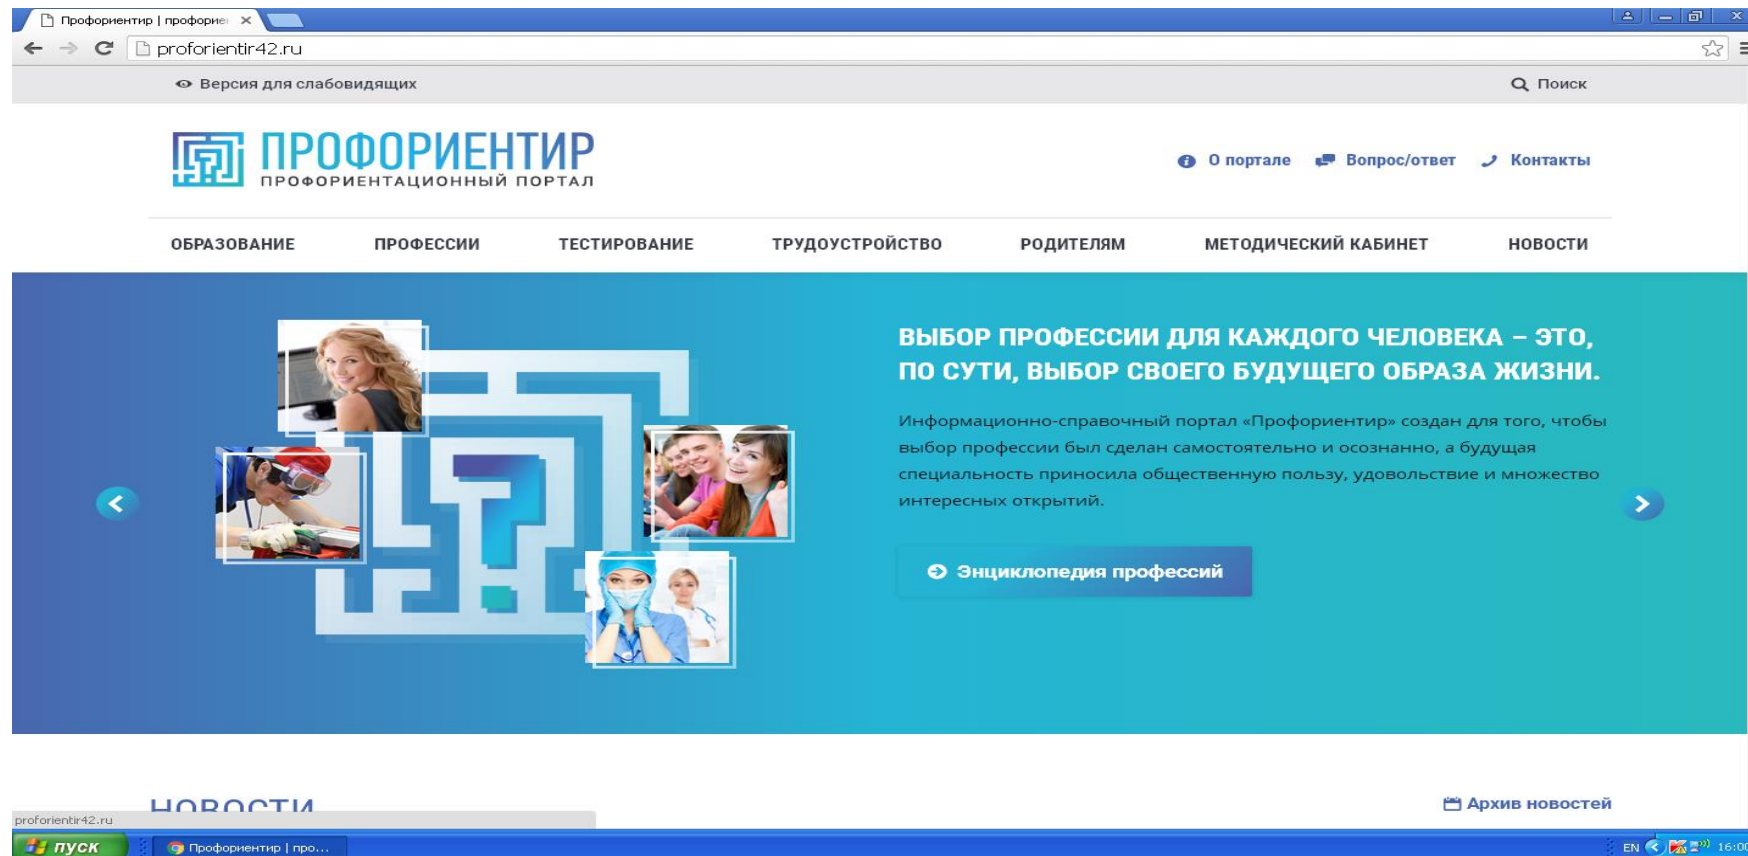 Профориентир | профорие
proforientir42.ru
Версия для слабовидящих
Поиск
ПРОФОРИЕНТИР
ПРОФОРИЕНТАЦИОННЫЙ ПОРТАЛ
О портале Вопрос/ответ Контакты
ОБРАЗОВАНИЕ ПРОФЕССИИ ТЕСТИРОВАНИЕ ТРУДОУСТРОЙСТВО РОДИТЕЛЯМ МЕТОДИЧЕСКИЙ КАБИНЕТ НОВОСТИ
ВЫБОР ПРОФЕССИИ ДЛЯ КАЖДОГО ЧЕЛОВЕКА – ЭТО,
ПО СУТИ, ВЫБОР СВОЕГО БУДУЩЕГО ОБРАЗА ЖИЗНИ.
Информационно-справочный портал «Профориентир» создан для того, чтобы
выбор профессии был сделан самостоятельно и осознанно, а будущая
специальность приносила общественную пользу, удовольствие и множество
интересных открытий.
Энциклопедия профессий
НОВОСТИ
Архив новостей
proforientir42.ru
пуск
Профориентир | про...
EN
16:00